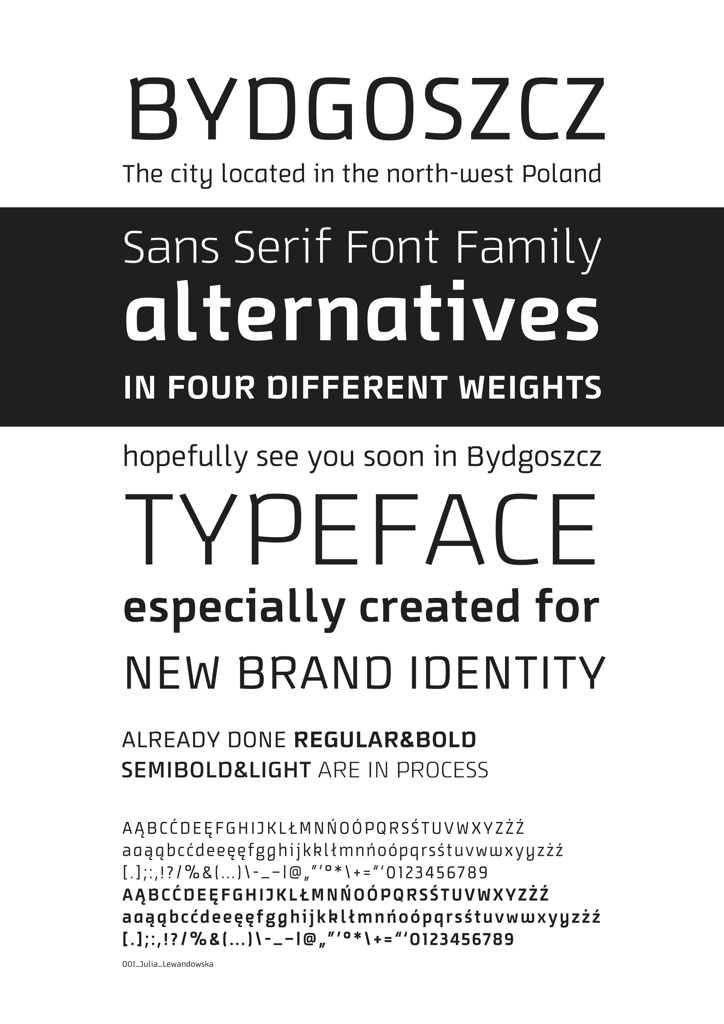 BYDGOSZCZ
The city located in the north-west Poland
Sans Serif Font Family
alternatives
IN FOUR DIFFERENT WEIGHTS
hopefully see you soon in Bydgoszcz
TYPEFACE
especially created for
NEW BRAND IDENTITY
ALREADY DONE REGULAR&BOLD
SEMIBOLD&LIGHT ARE IN PROCESS
AĄBCĆDEĘFGHIJKLŁMNŃOÓPQRSŚTUVWXYZŻŹ
aɑąąbcćdeeęęfgghijkklłmnńoópqrsśtuvwwxyyzżź
[.];:,!?/%&(...)\-_–|@„”’º*\+=“‘0123456789
AĄBCĆDEĘFGHIJKLŁMNŃOÓPQRSŚTUVWXYZŻŹ
aɑąąbcćdeeęęfgghijkklłmnńoópqrsśtuvwwxyyzżź
[.];:,!?/%&(...)\-_–|@„”’º*\+=“‘0123456789
001_Julia_Lewandowska